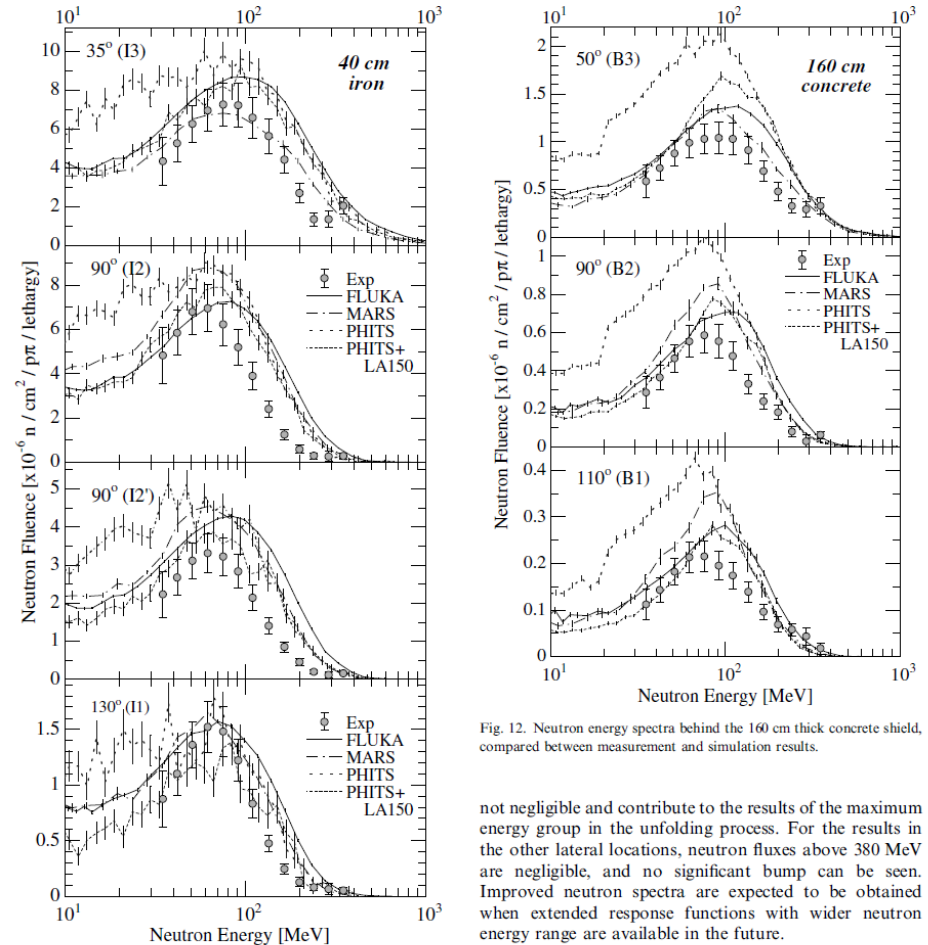 10¹ 10² 10³
35° (I3)
40 cm
iron
10
8
6
4
2
0
90° (I2)
Exp
FLUKA
MARS
PHITS
PHITS+
LA150
8
6
4
2
0
90° (I2')
5
4
3
2
1
0
130° (I1)
Exp
FLUKA
MARS
PHITS
PHITS+
LA150
1.5
1
0.5
0
10¹ 10² 10³
Neutron Energy [MeV]
Neutron Fluence [x10⁻⁶ n / cm² / pπ / lethargy]
10¹ 10² 10³
50° (B3)
160 cm
concrete
2
1.5
1
0.5
0
90° (B2)
Exp
FLUKA
MARS
PHITS
PHITS+
LA150
1
0.8
0.6
0.4
0.2
0
110° (B1)
0.4
0.3
0.2
0.1
0
10¹ 10² 10³
Neutron Energy [MeV]
Neutron Fluence [x10⁻⁶ n / cm² / pπ / lethargy]
Fig. 12. Neutron energy spectra behind the 160 cm thick concrete shield,
compared between measurement and simulation results.
not negligible and contribute to the results of the maximum
energy group in the unfolding process. For the results in
the other lateral locations, neutron fluxes above 380 MeV
are negligible, and no significant bump can be seen.
Improved neutron spectra are expected to be obtained
when extended response functions with wider neutron
energy range are available in the future.